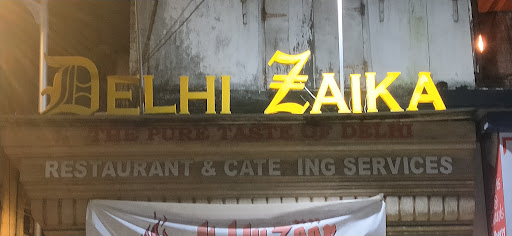 DELHI ZAIKA
THE PURE TASTE OF DELHI
RESTAURANT & CATE ING SERVICES